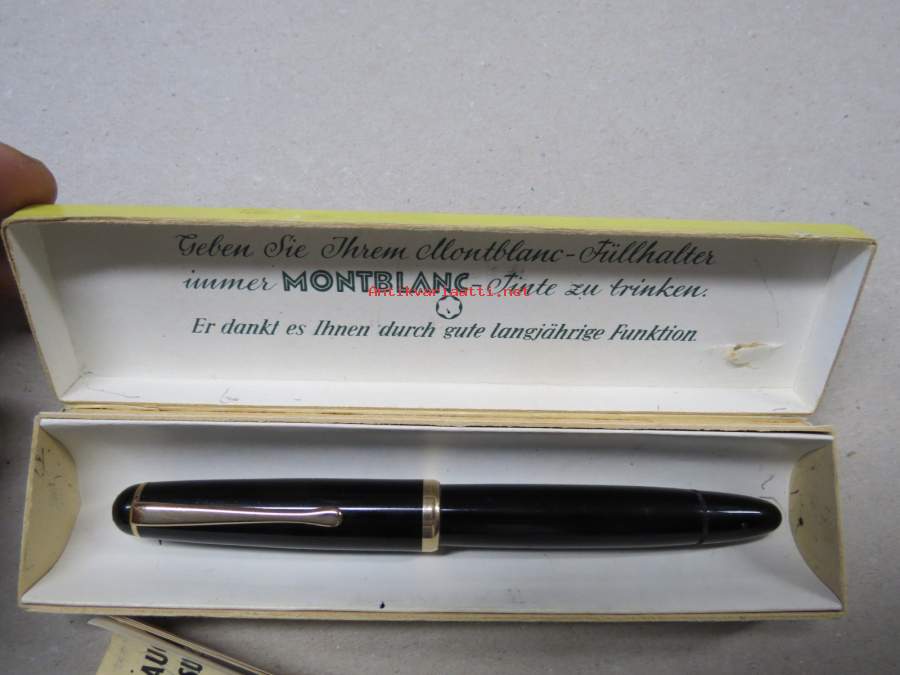 Geben Sie Ihrem Montblanc-Füllhalter
immer MONTBLANC-Tinte zu trinken.
Antikvariaatti.net
Er dankt es Ihnen durch gute langjährige Funktion.